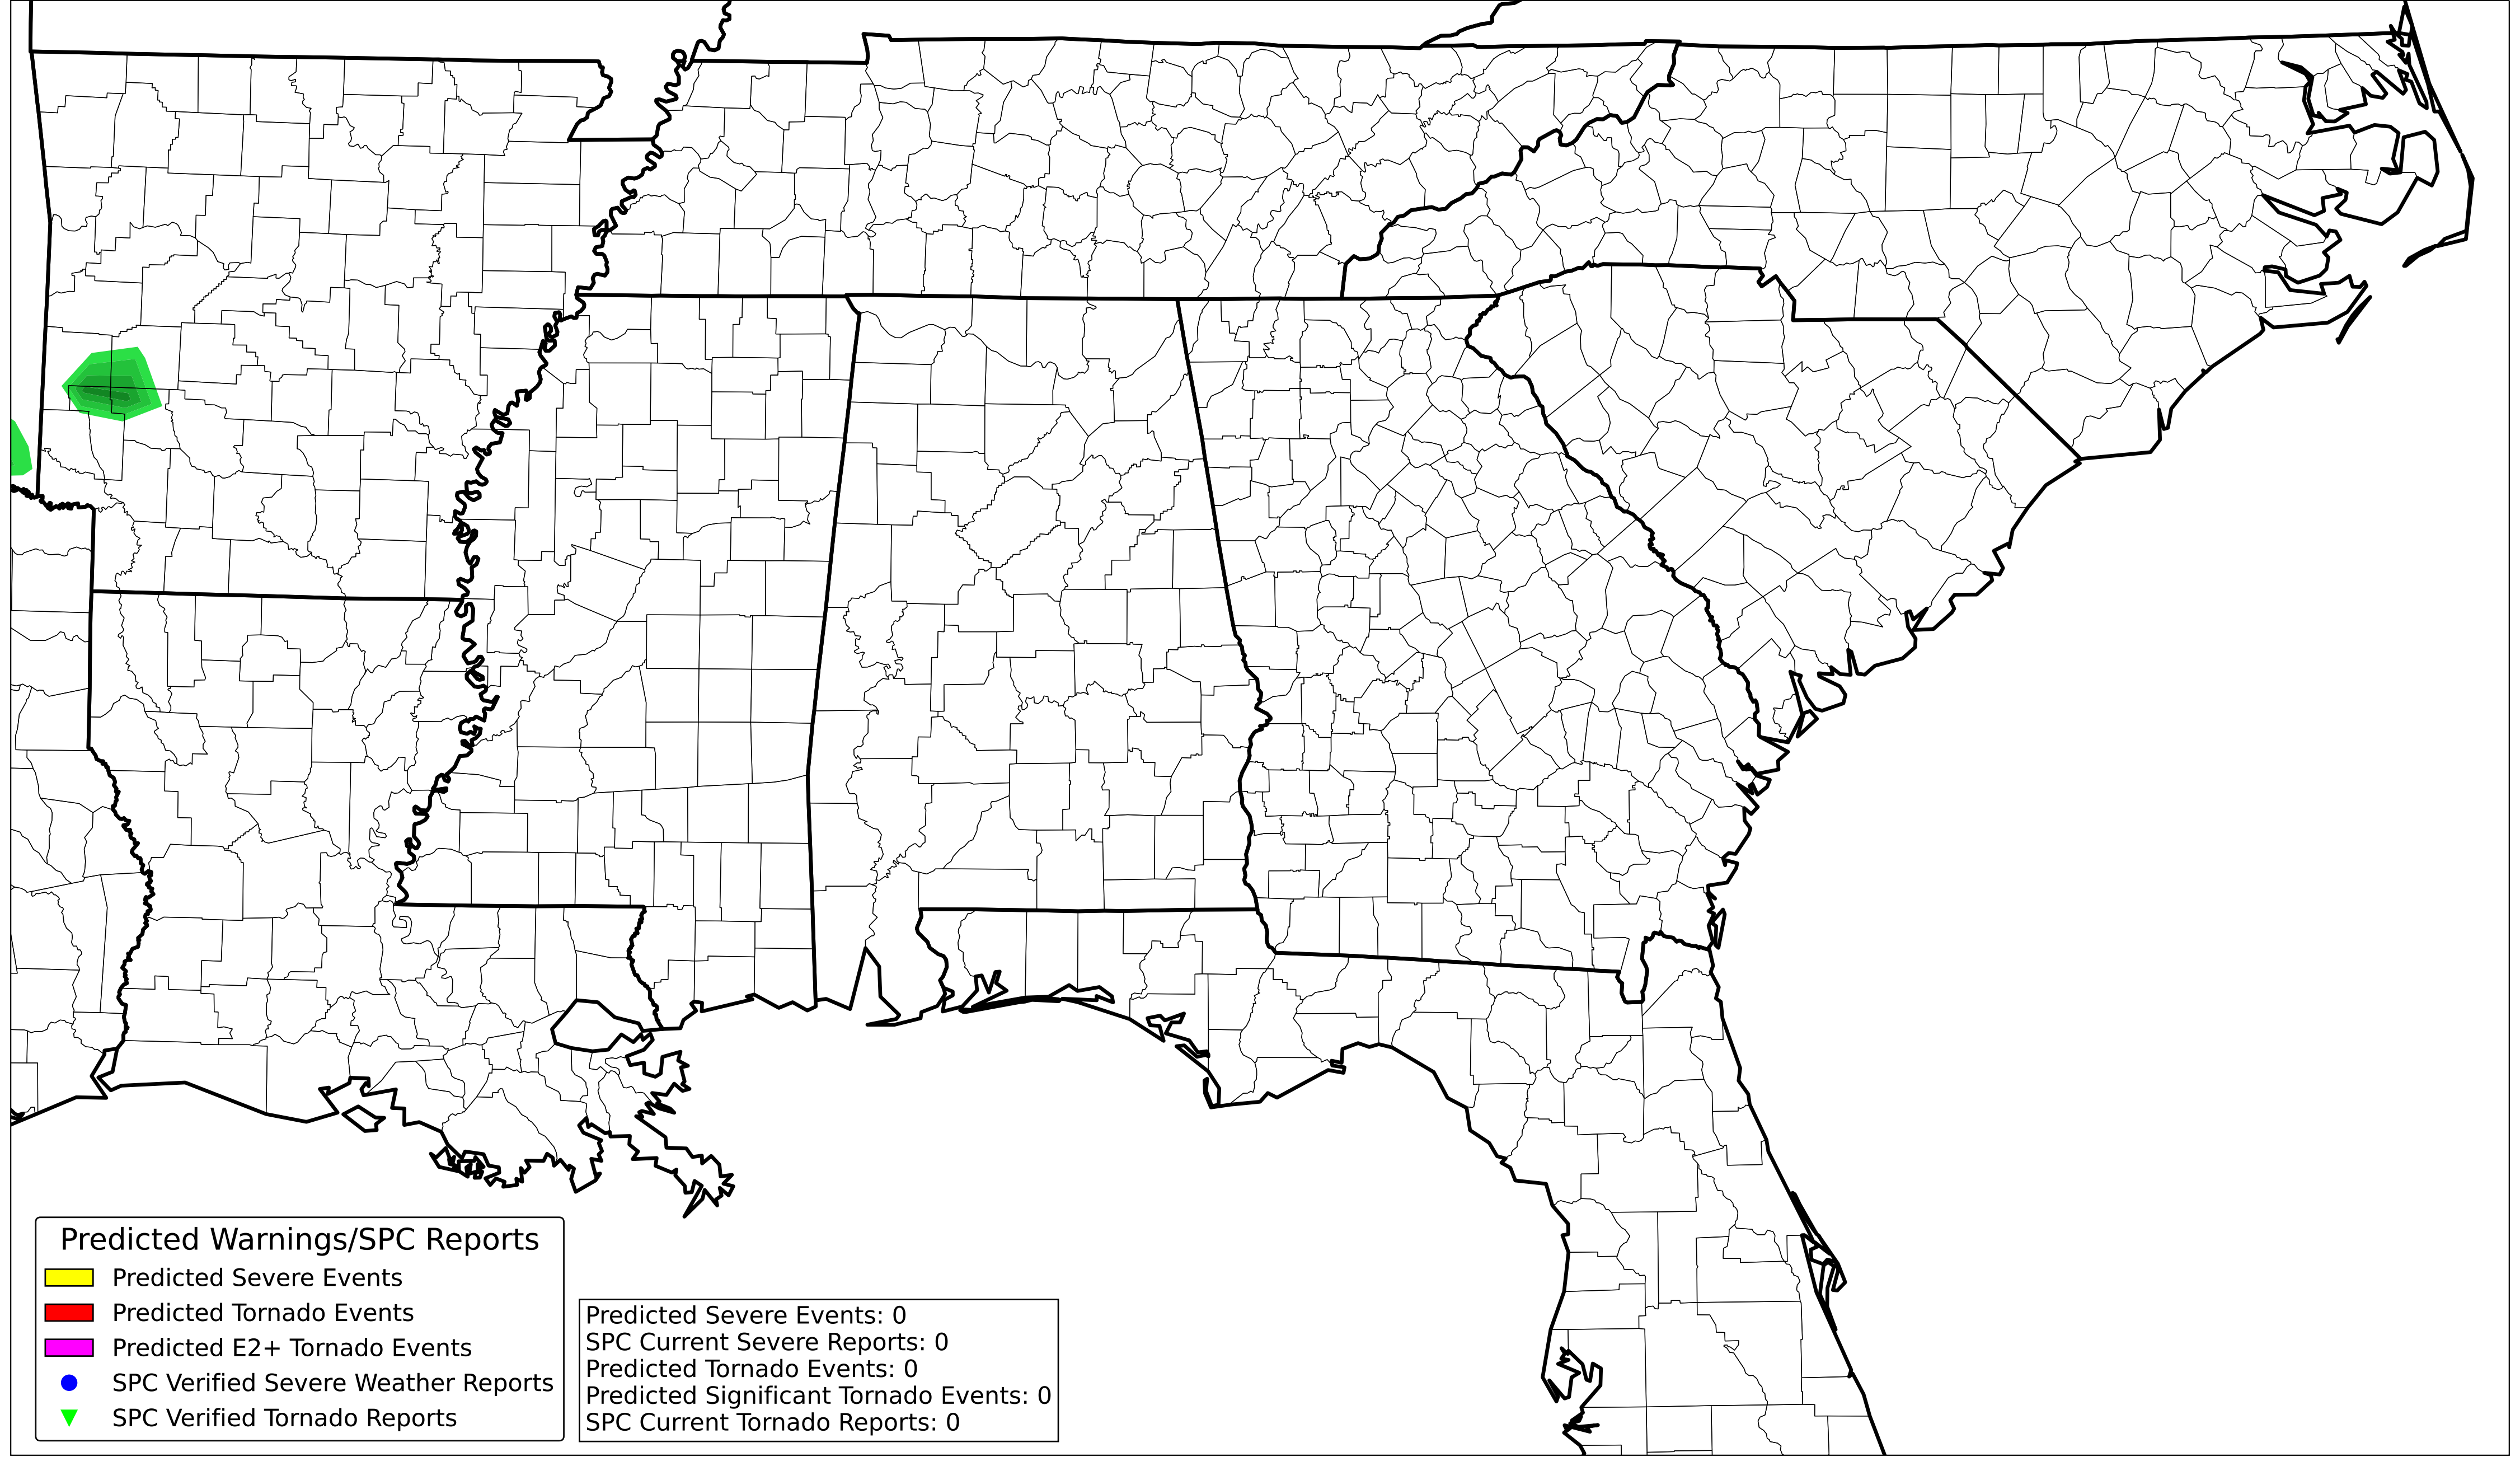 Predicted Warnings/SPC Reports
Predicted Severe Events
Predicted Tornado Events
Predicted E2+ Tornado Events
SPC Verified Severe Weather Reports
SPC Verified Tornado Reports
Predicted Severe Events: 0
SPC Current Severe Reports: 0
Predicted Tornado Events: 0
Predicted Significant Tornado Events: 0
SPC Current Tornado Reports: 0